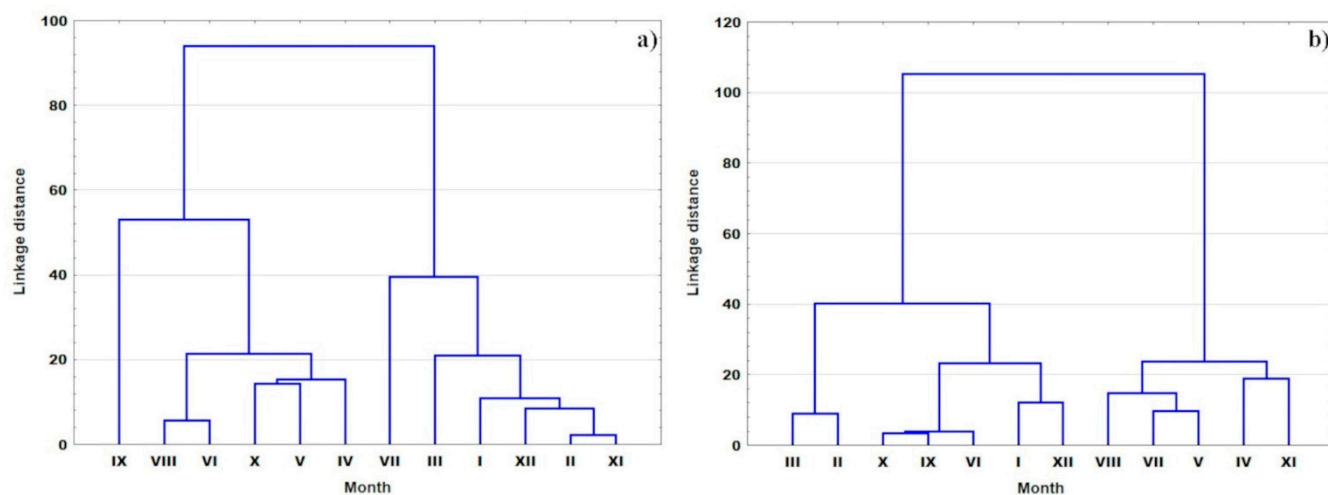 a)
100
80
60
40
20
0
Linkage distance
IX VIII VI X V IV VII III I XII II XI
Month
b)
120
100
80
60
40
20
0
Linkage distance
III II X IX VI I XII VIII VII V IV XI
Month